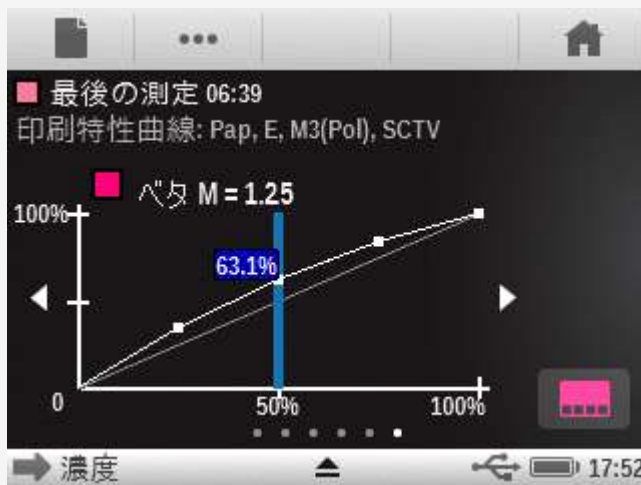 最後の測定 06:39
印刷特性曲線: Pap, E, M3(Pol), SCTV
ベタ M = 1.25
100%
63.1%
0
50%
100%
濃度
17:52